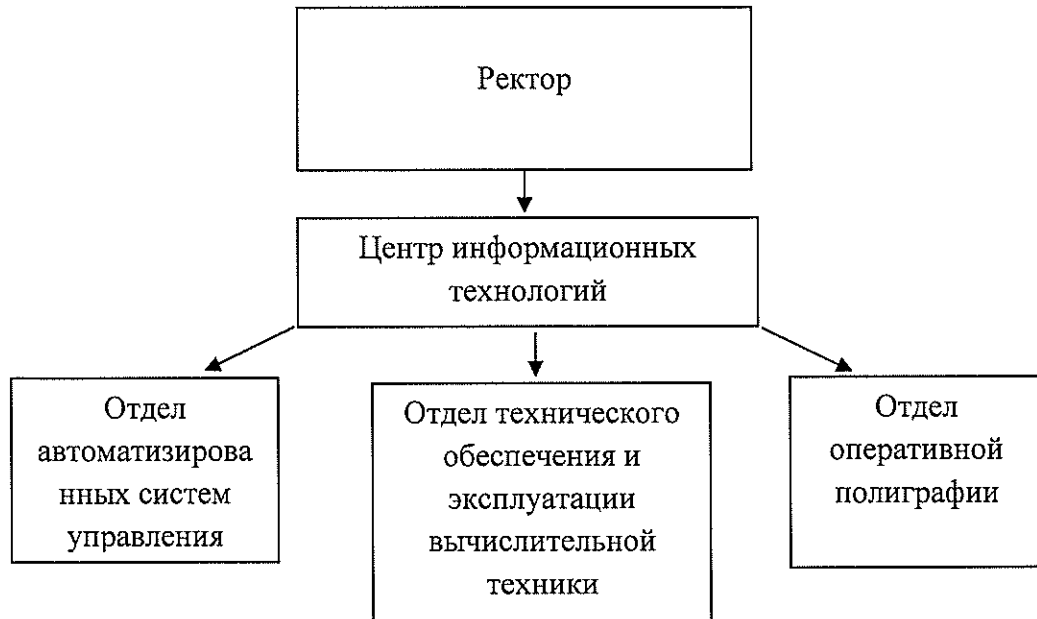 Ректор
Центр информационных
технологий
Отдел
автоматизирова
нных систем
управления
Отдел технического
обеспечения и
эксплуатации
вычислительной
техники
Отдел
оперативной
полиграфии